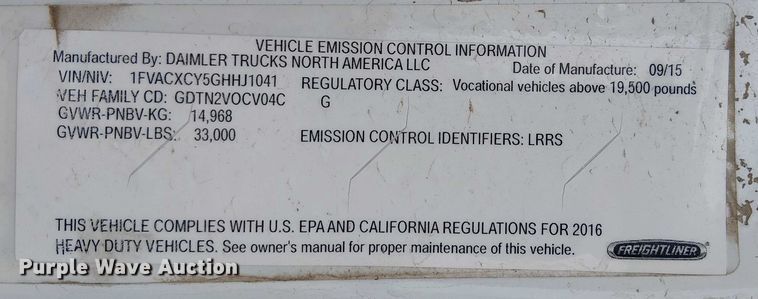 VEHICLE EMISSION CONTROL INFORMATION
Manufactured By: DAIMLER TRUCKS NORTH AMERICA LLC Date of Manufacture: 09/15
VIN/NIV: 1FVACXCY5GHHJ1041 REGULATORY CLASS: Vocational vehicles above 19,500 pounds
VEH FAMILY CD: GDTN2VOCV04C G
GVWR-PNBV-KG: 14,968
GVWR-PNBV-LBS: 33,000 EMISSION CONTROL IDENTIFIERS: LRRS
THIS VEHICLE COMPLIES WITH U.S. EPA AND CALIFORNIA REGULATIONS FOR 2016
HEAVY DUTY VEHICLES. See owner's manual for proper maintenance of this vehicle. FREIGHTLINER
Purple Wave Auction